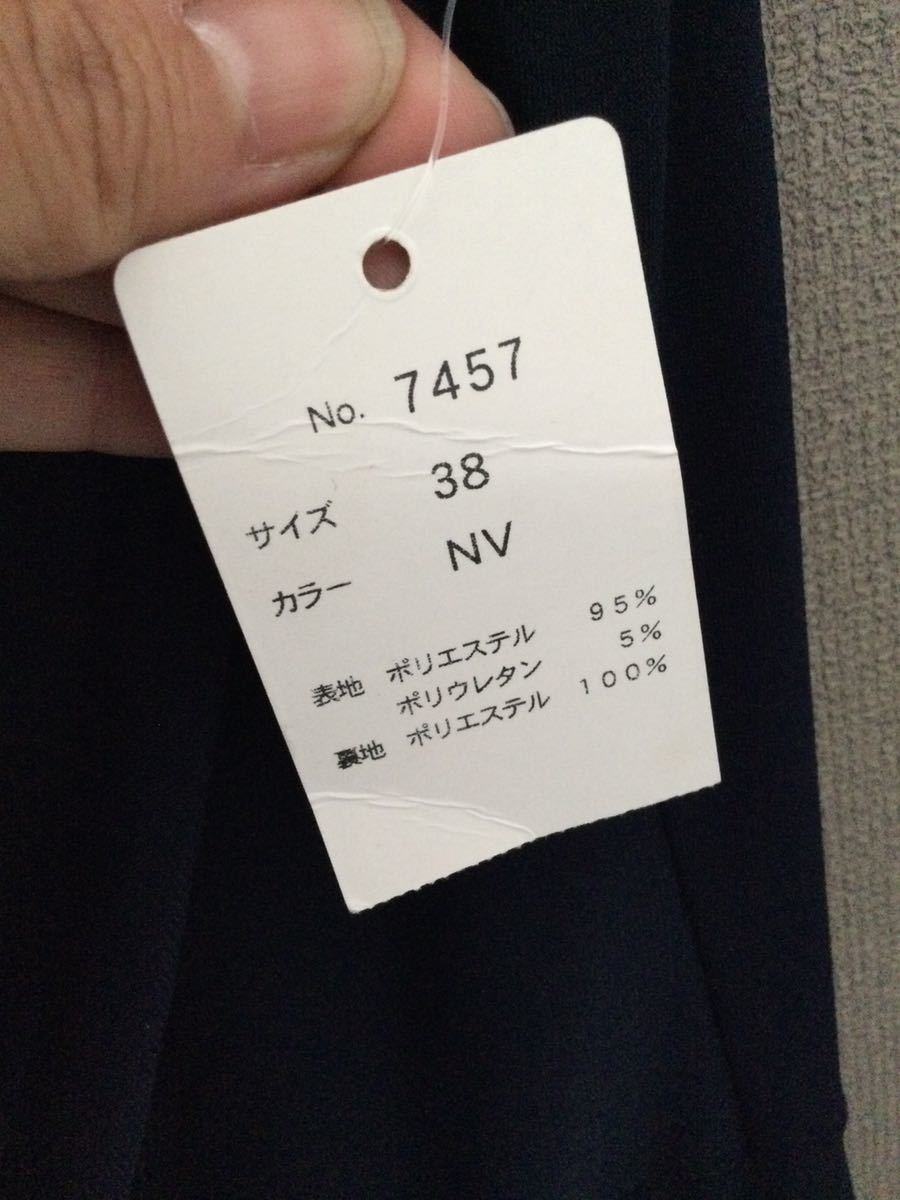 No. 7457
サイズ 38
カラー NV
表地 ポリエステル 95%
ポリウレタン 5%
裏地 ポリエステル 100%